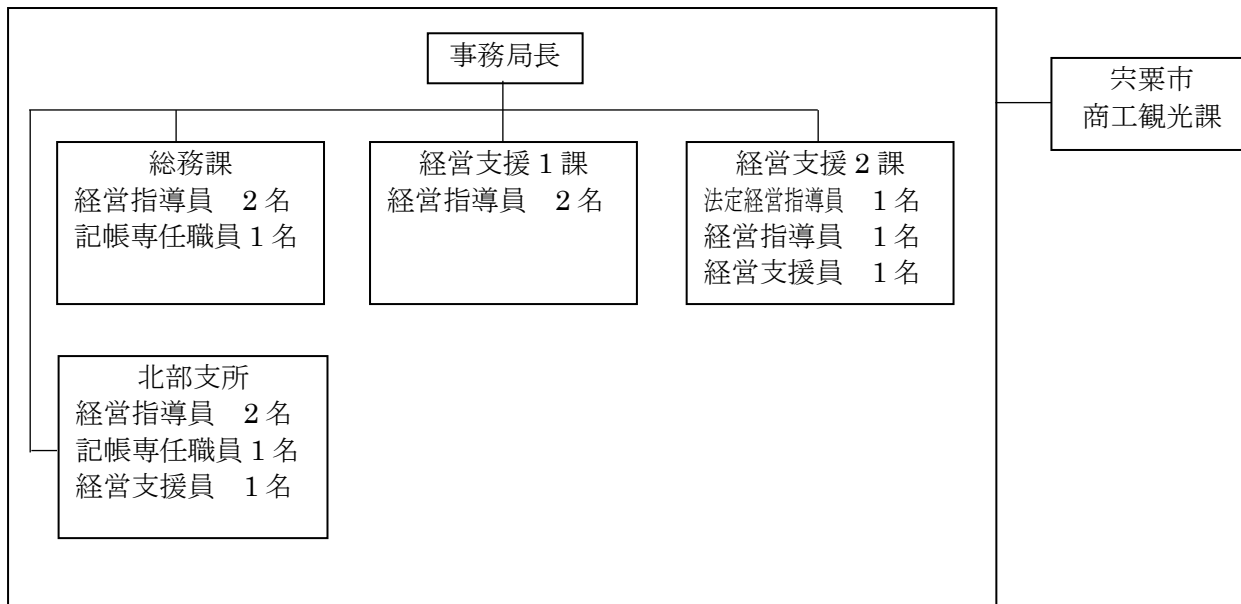 事務局長
宍粟市
商工観光課
総務課
経営指導員　2名
記帳専任職員1名
経営支援1課
経営指導員　2名
経営支援2課
法定経営指導員　1名
経営指導員　1名
経営支援員　1名
北部支所
経営指導員　2名
記帳専任職員1名
経営支援員　1名